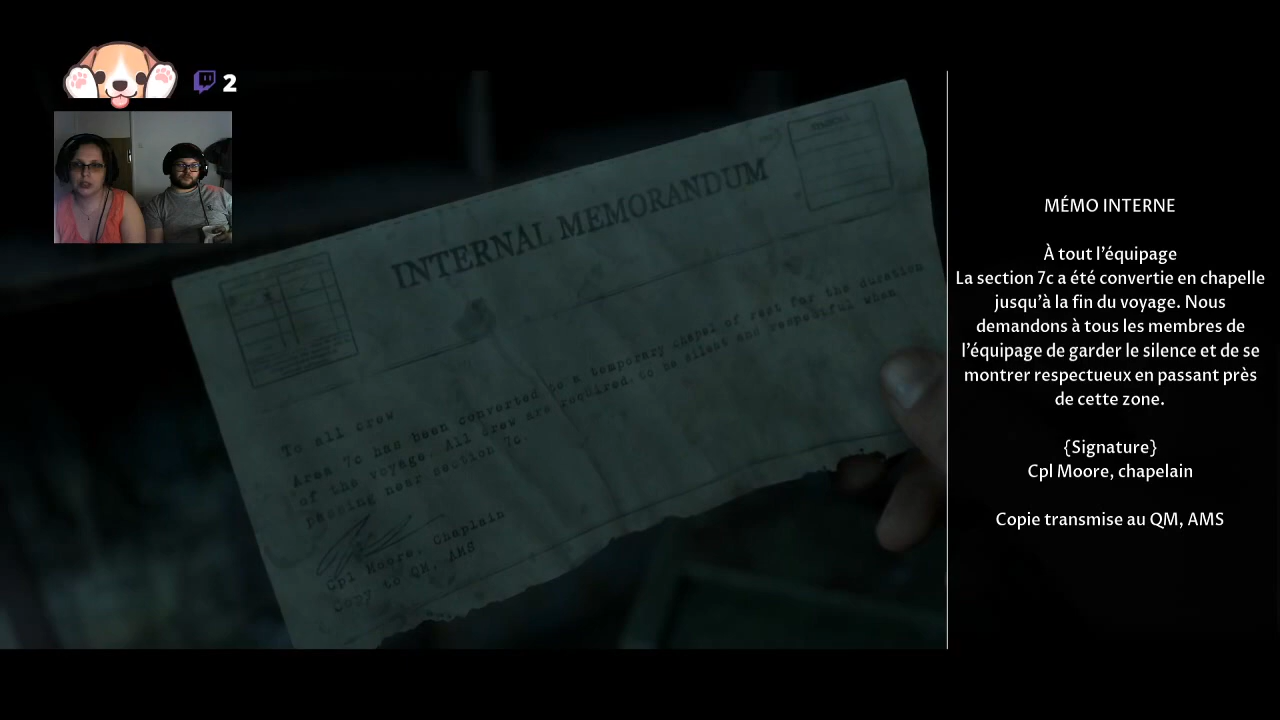 2
INTERNAL MEMORANDUM
To all crew
Area 7c has been converted to a temporary chapel of rest for the duration
of the voyage. All crew are required to be silent and respectful when
passing near section 7c.
Cpl Moore, Chaplain
Copy to QM, AMS
MÉMO INTERNE
À tout l'équipage
La section 7c a été convertie en chapelle
jusqu'à la fin du voyage. Nous
demandons à tous les membres de
l'équipage de garder le silence et de se
montrer respectueux en passant près
de cette zone.
{Signature}
Cpl Moore, chapelain
Copie transmise au QM, AMS